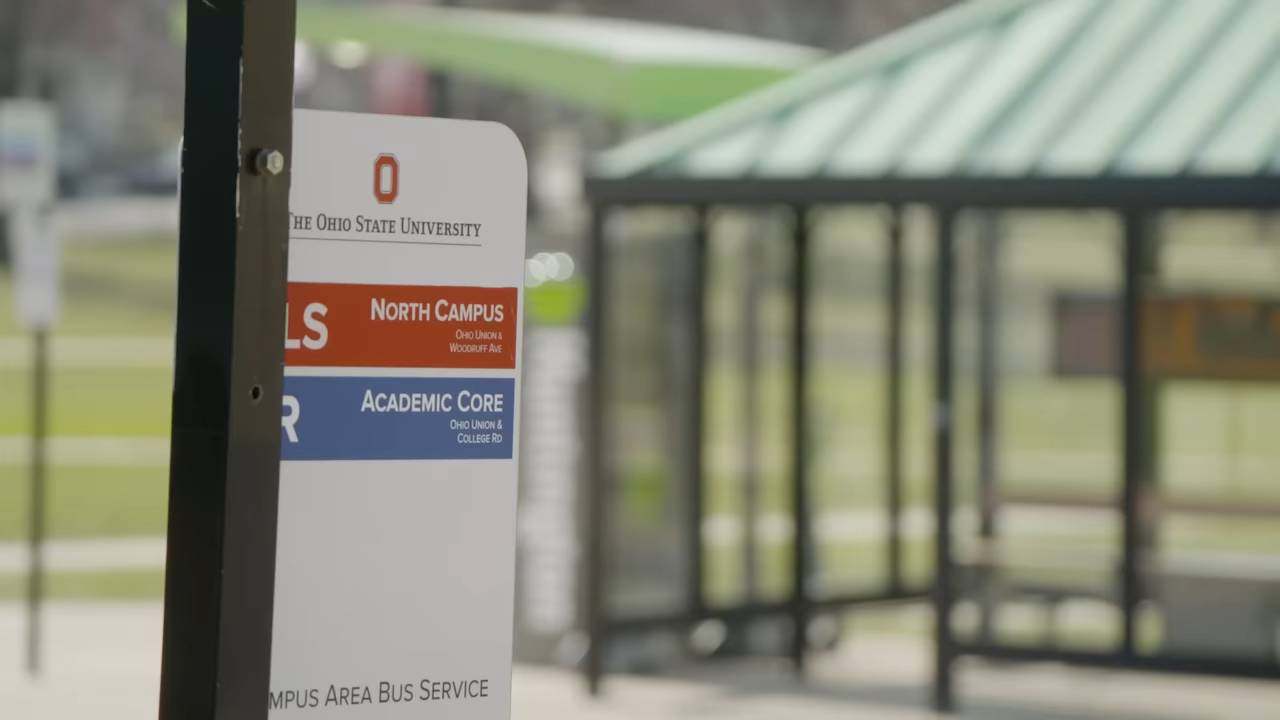 O
THE OHIO STATE UNIVERSITY
LS
NORTH CAMPUS
OHIO UNION &
WOODRUFF AVE
R
ACADEMIC CORE
OHIO UNION &
COLLEGE RD
MPUS AREA BUS SERVICE